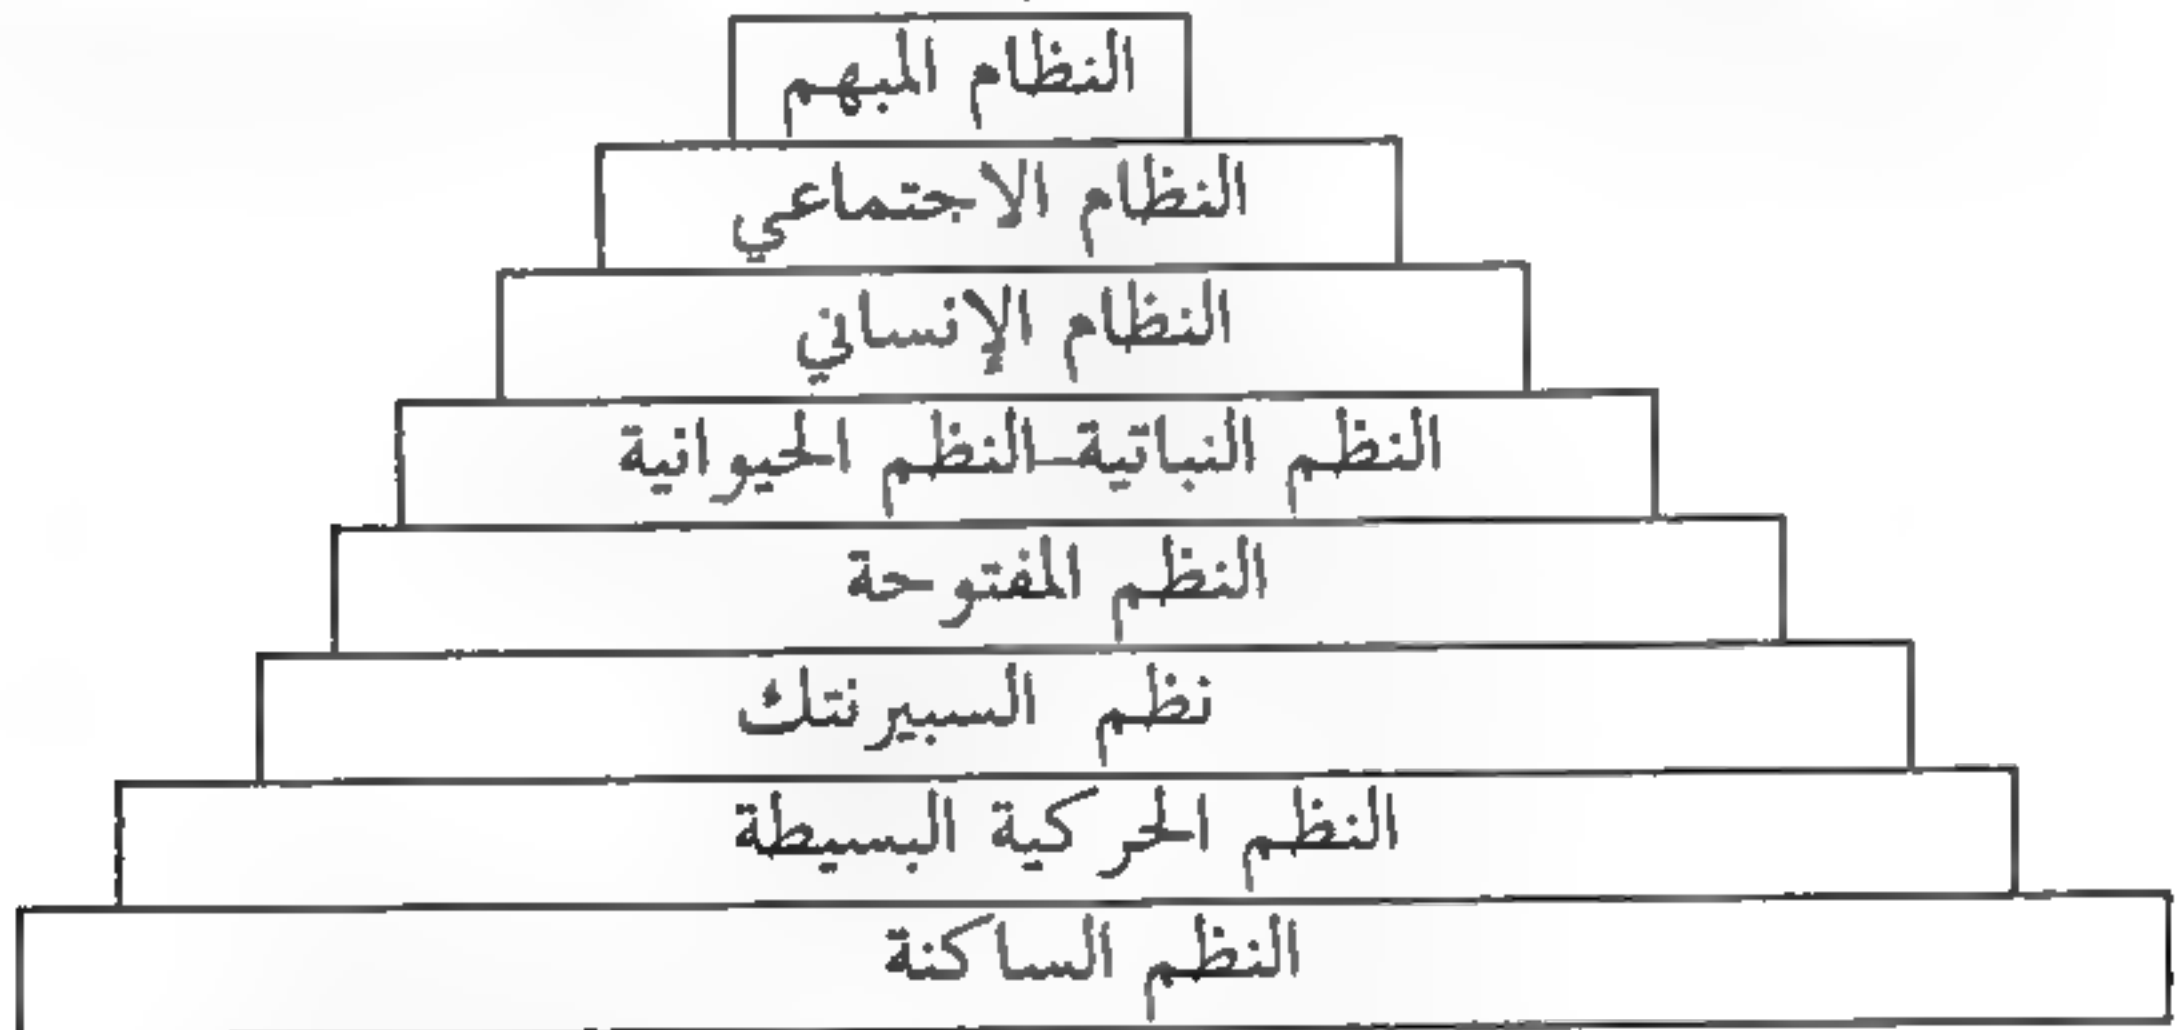 النظام المبهم
النظام الاجتماعي
النظام الإنساني
النظم النباتية-النظم الحيوانية
النظم المفتوحة
نظم السبيرنتك
النظم الحركية البسيطة
النظم الساكنة